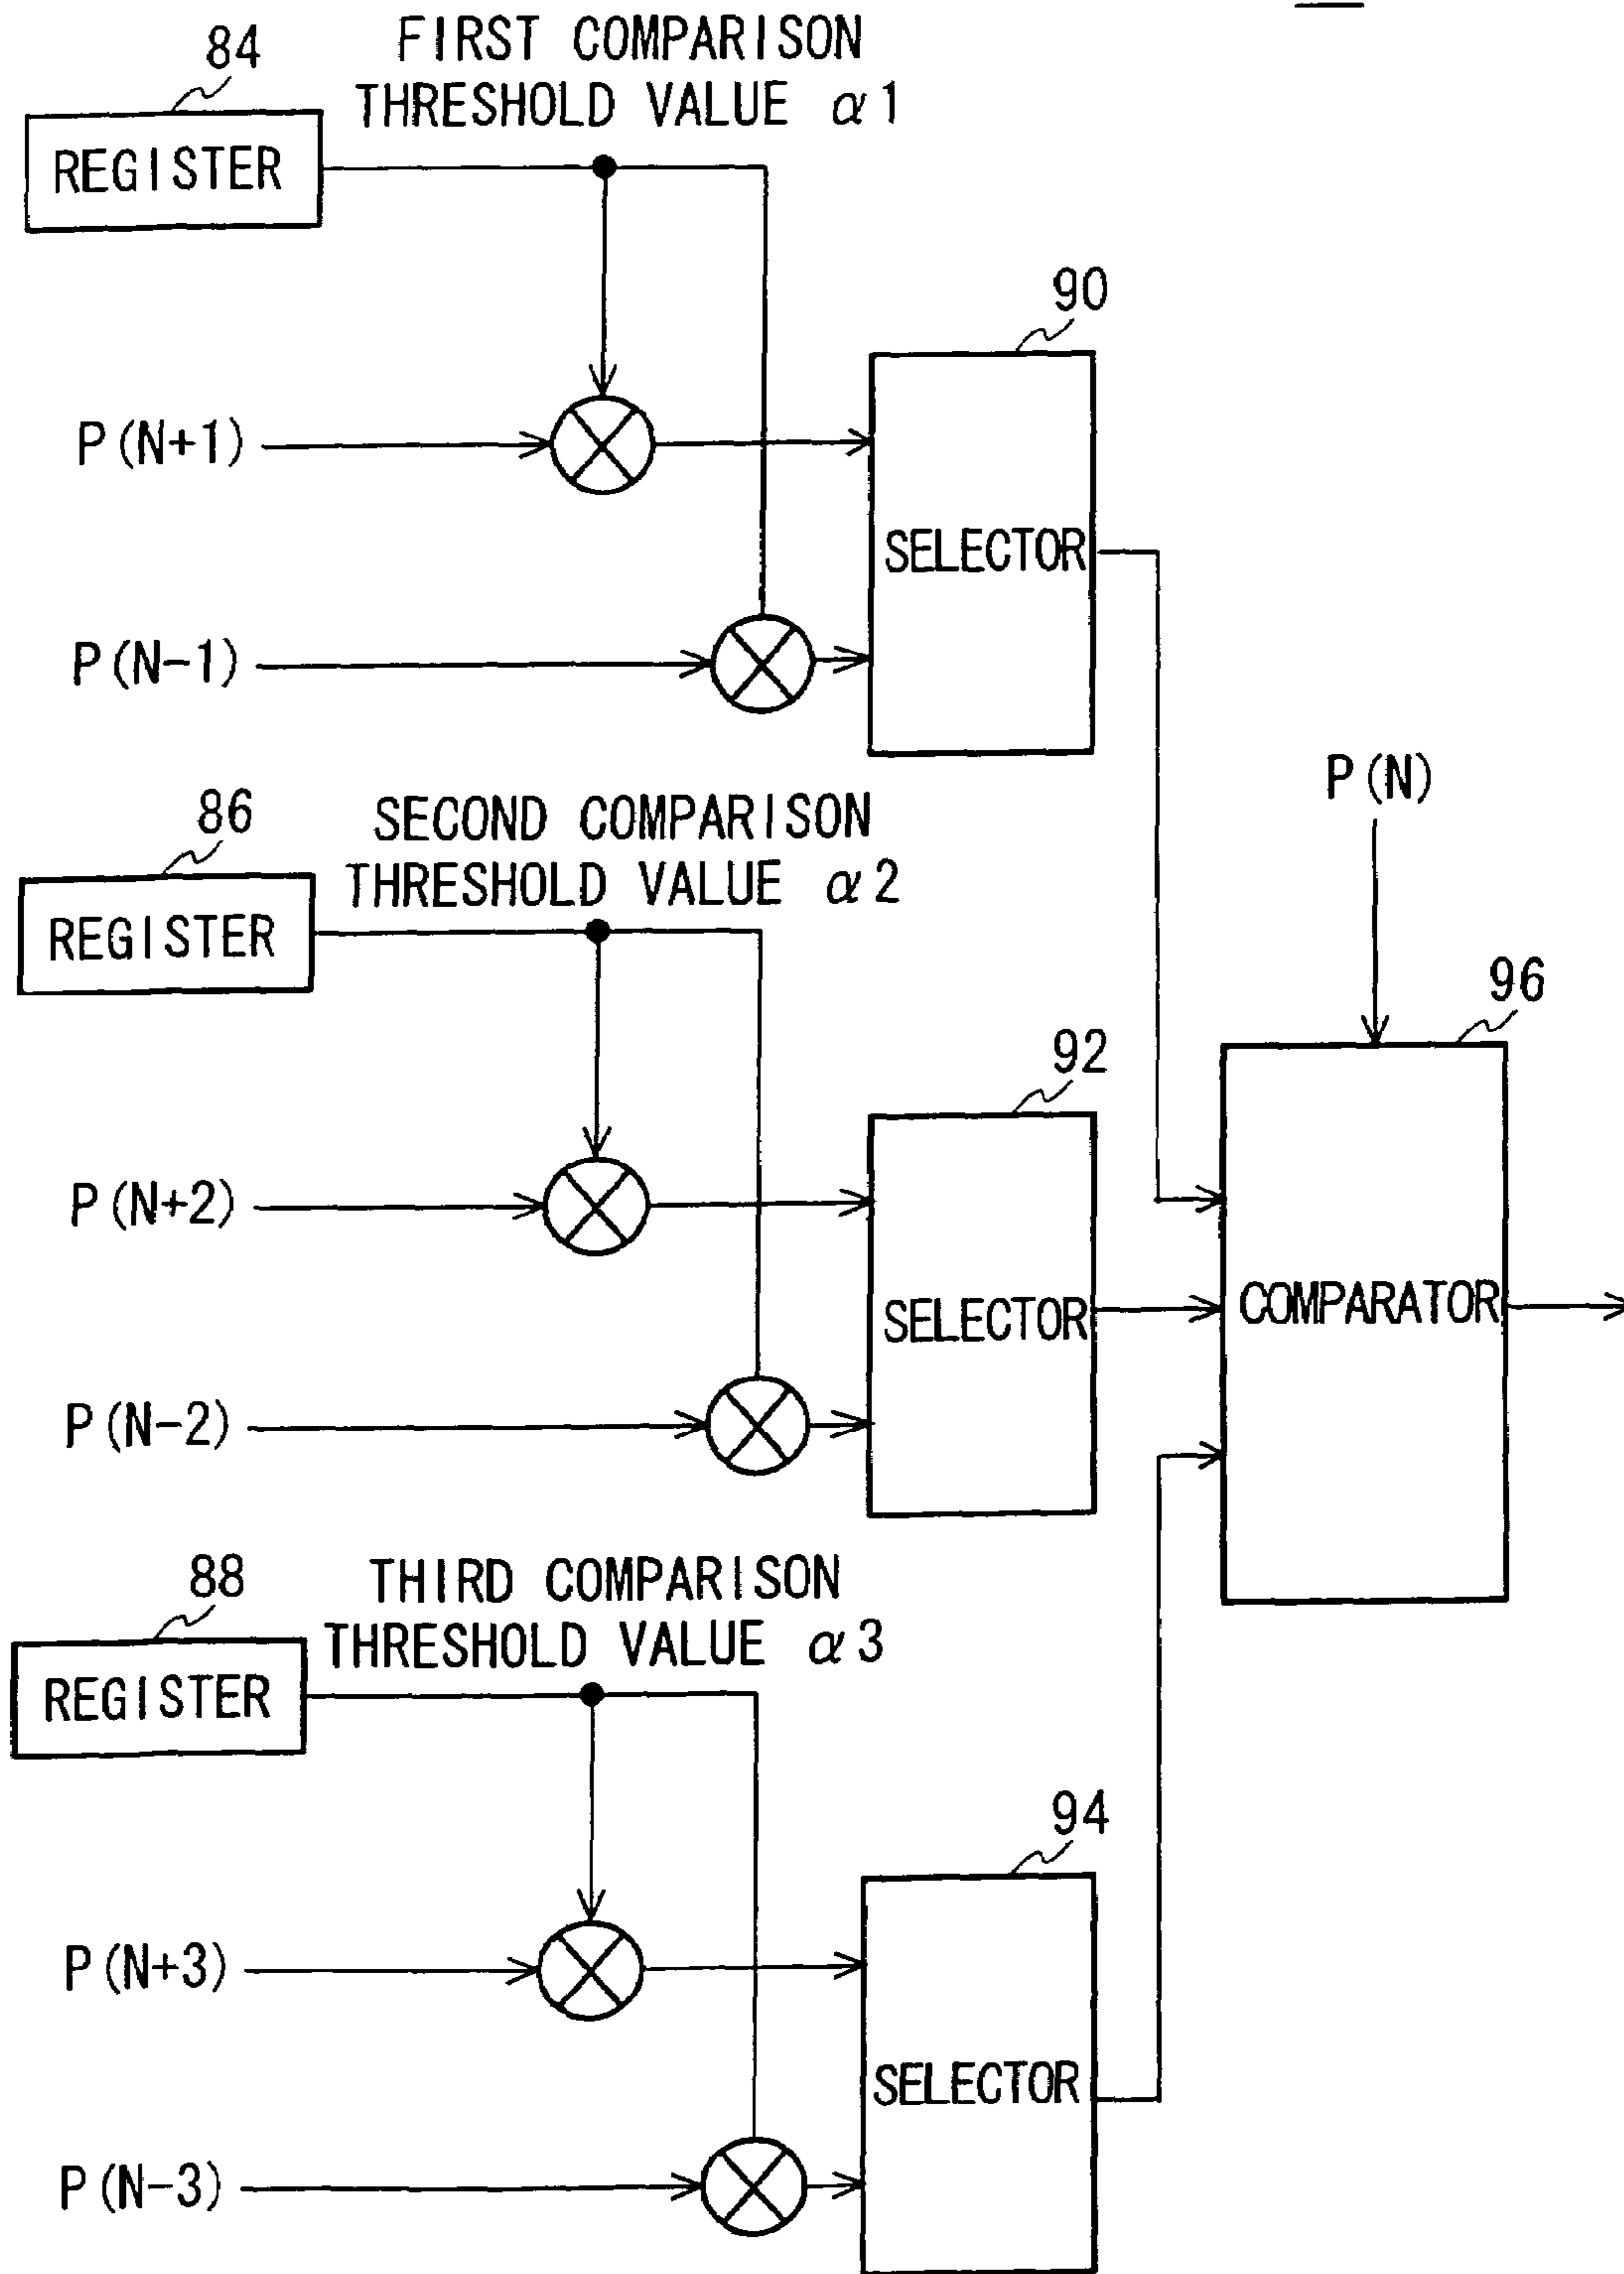 84
FIRST COMPARISON
THRESHOLD VALUE α1
REGISTER
90
P(N+1)
SELECTOR
P(N-1)
P(N)
86
SECOND COMPARISON
THRESHOLD VALUE α2
REGISTER
96
92
P(N+2)
SELECTOR
COMPARATOR
P(N-2)
88
THIRD COMPARISON
THRESHOLD VALUE α3
REGISTER
94
P(N+3)
SELECTOR
P(N-3)